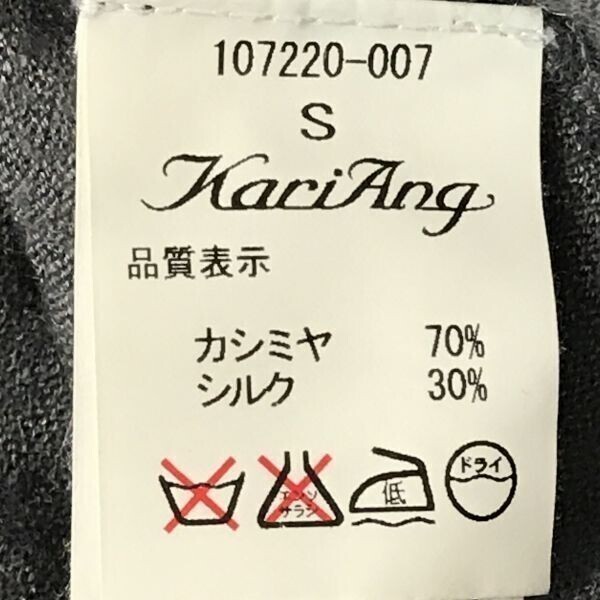 107220-007
S
KariAng
品質表示
カシミヤ 70%
シルク 30%
エンソ
サラシ
低
ドライ